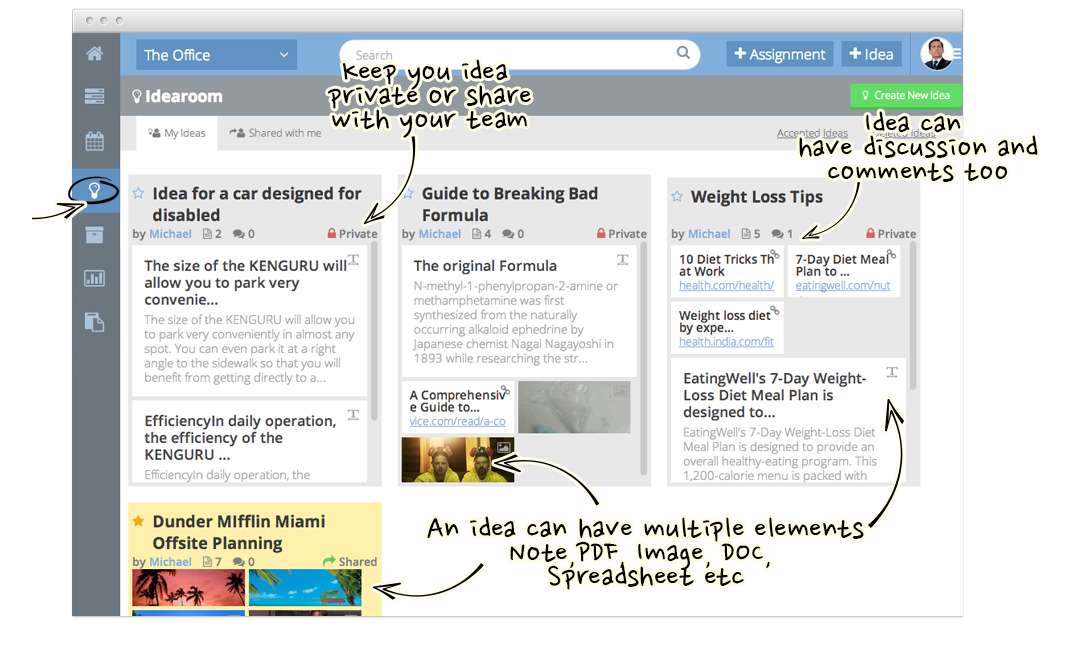 The Office
Search
+ Assignment
+ Idea
Keep you idea
private or share
with your team
Idearoom
Create New Idea
My Ideas
Shared with me
Accepted Ideas
Deleted Ideas
Idea can
have discussion and
comments too
Idea for a car designed for
disabled
by Michael 2 0 Private
The size of the KENGURU will
allow you to park very
convenie...
The size of the KENGURU will allow you
to park very conveniently in almost any
spot. You can even park it at a right
angle to the sidewalk so that you will
benefit from getting directly to a...
EfficiencyIn daily operation,
the efficiency of the
KENGURU ...
EfficiencyIn daily operation, the
Guide to Breaking Bad
Formula
by Michael 4 0 Private
The original Formula
N-methyl-1-phenylpropan-2-amine or
methamphetamine was first
synthesized from the naturally
occurring alkaloid ephedrine by
Japanese chemist Nagai Nagayoshi in
1893 while researching the str...
A Comprehensiv
e Guide to...
vice.com/read/a-co
Weight Loss Tips
by Michael 5 1 Private
10 Diet Tricks Th
at Work
health.com/health/
7-Day Diet Meal
Plan to ...
eatingwell.com/nut
Weight loss diet
by expe...
health.india.com/fit
EatingWell's 7-Day Weight-
Loss Diet Meal Plan is
designed to...
EatingWell's 7-Day Weight-Loss Diet
Meal Plan is designed to provide an
overall healthy-eating program. This
1,200-calorie menu is packed with
Dunder MIfflin Miami
Offsite Planning
by Michael 7 0 Shared
An idea can have multiple elements
Note,PDF, Image, DOC,
Spreadsheet etc